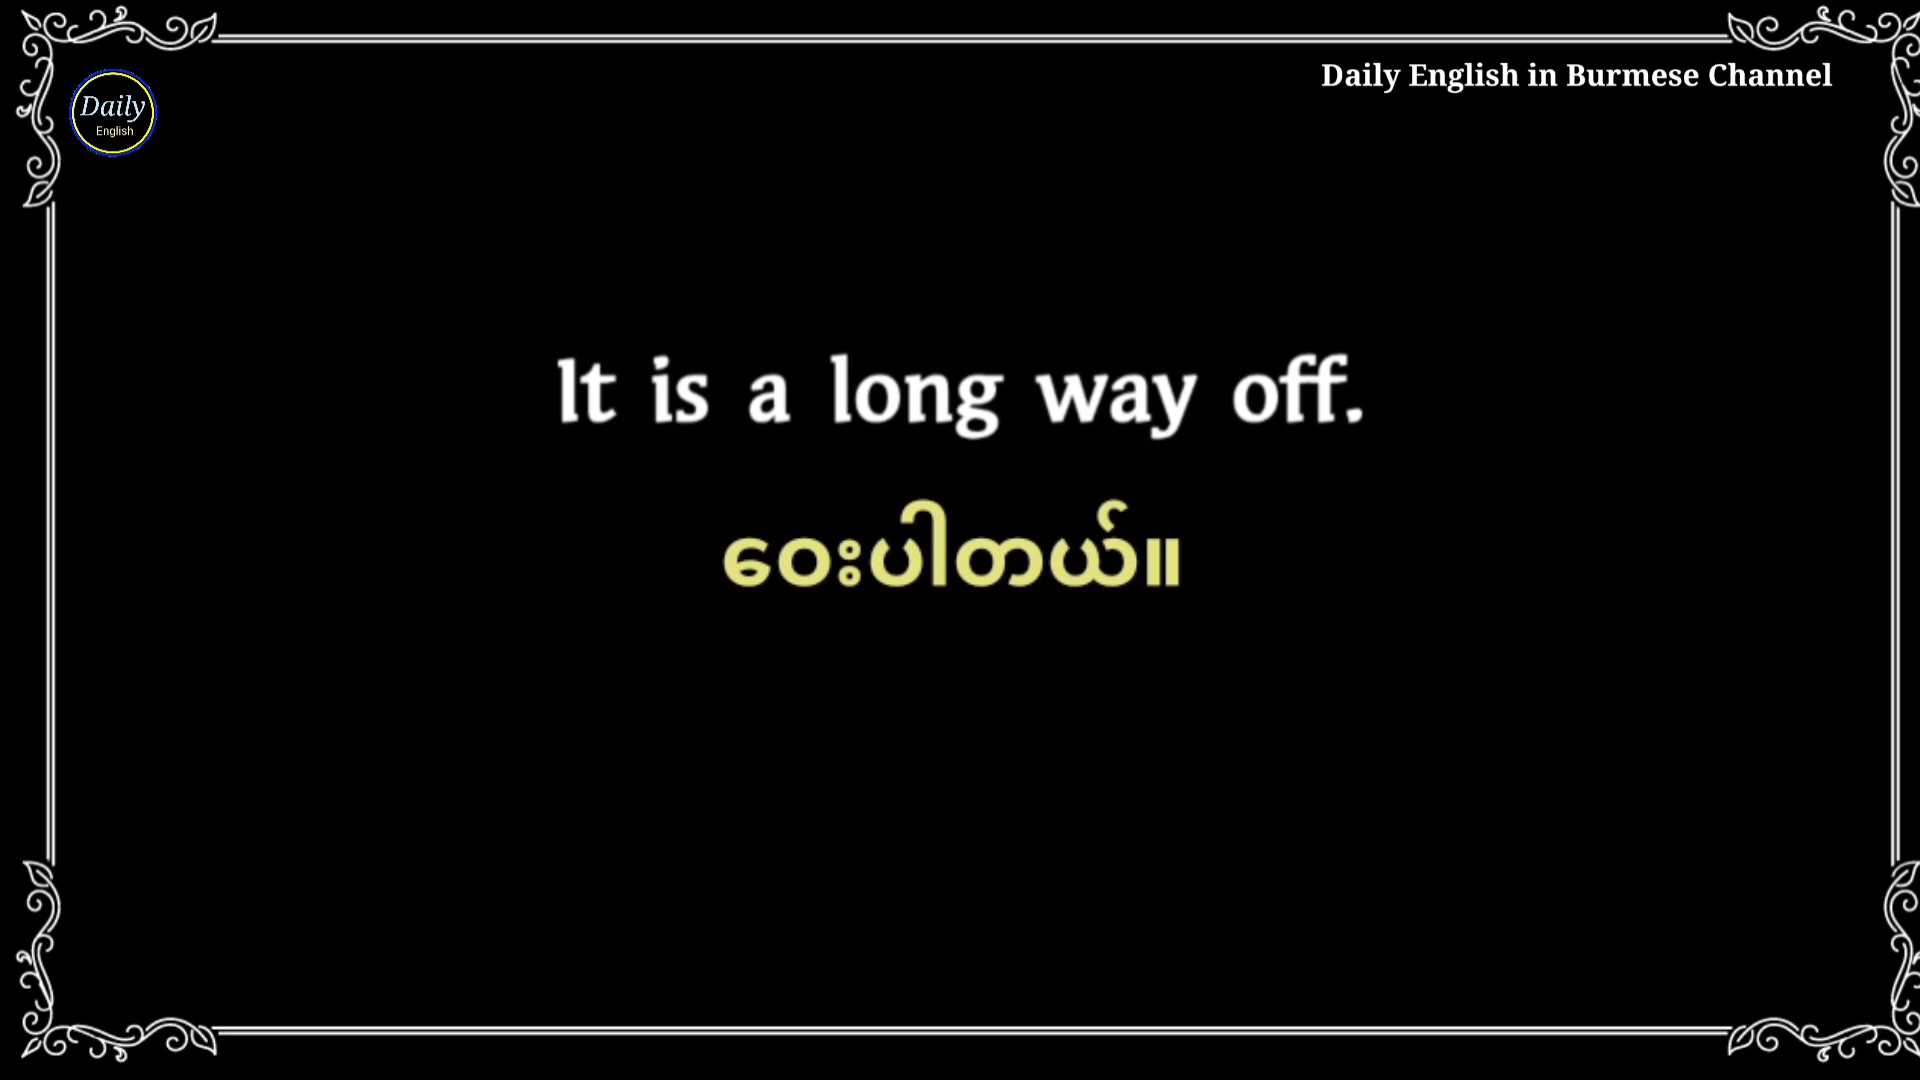 Daily English in Burmese Channel
Daily
English
It is a long way off.
ဝေးပါတယ်။